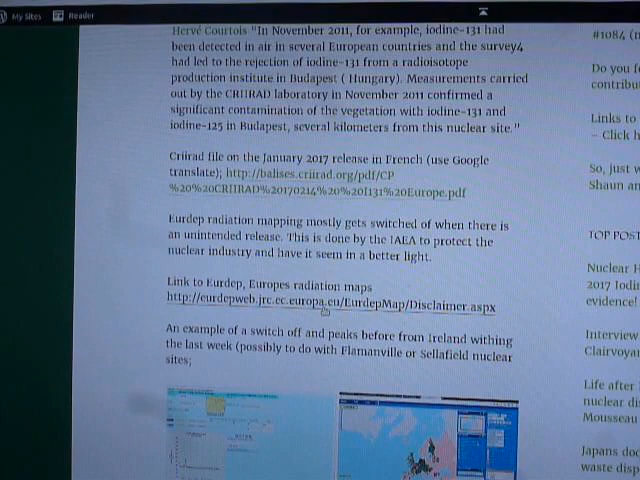 My Sites Reader
Hervé Courtois "In November 2011, for example, iodine-131 had
been detected in air in several European countries and the survey4
had led to the rejection of iodine-131 from a radioisotope
production institute in Budapest ( Hungary). Measurements carried
out by the CRIIRAD laboratory in November 2011 confirmed a
significant contamination of the vegetation with iodine-131 and
iodine-125 in Budapest, several kilometers from this nuclear site."
Criirad file on the January 2017 release in French (use Google
translate); http://balises.criirad.org/pdf/CP
%20%20CRIIRAD%20170214%20%20I131%20Europe.pdf
Eurdep radiation mapping mostly gets switched of when there is
an unintended release. This is done by the IAEA to protect the
nuclear industry and have it seem in a better light.
Link to Eurdep, Europes radiation maps
http://eurdepweb.jrc.ec.europa.eu/EurdepMap/Disclaimer.aspx
An example of a switch off and peaks before from Ireland withing
the last week (possibly to do with Flamanville or Sellafield nuclear
sites;
#1084 (n
Do you f
contribu
Links to
– Click h
So, just w
Shaun an
TOP POST
Nuclear H
2017 Iodin
evidence!
Interview
Clairvoyan
Life after
nuclear di
Mousseau
Japans doc
waste disp